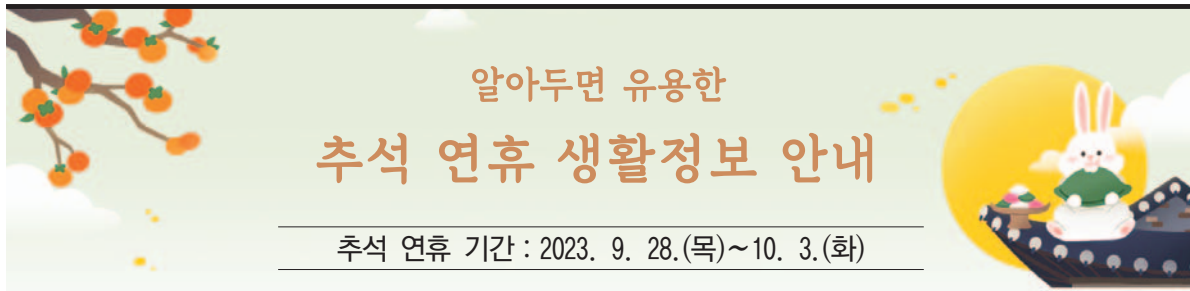 알아두면 유용한
추석 연휴 생활정보 안내
추석 연휴 기간 : 2023. 9. 28.(목)~10. 3.(화)